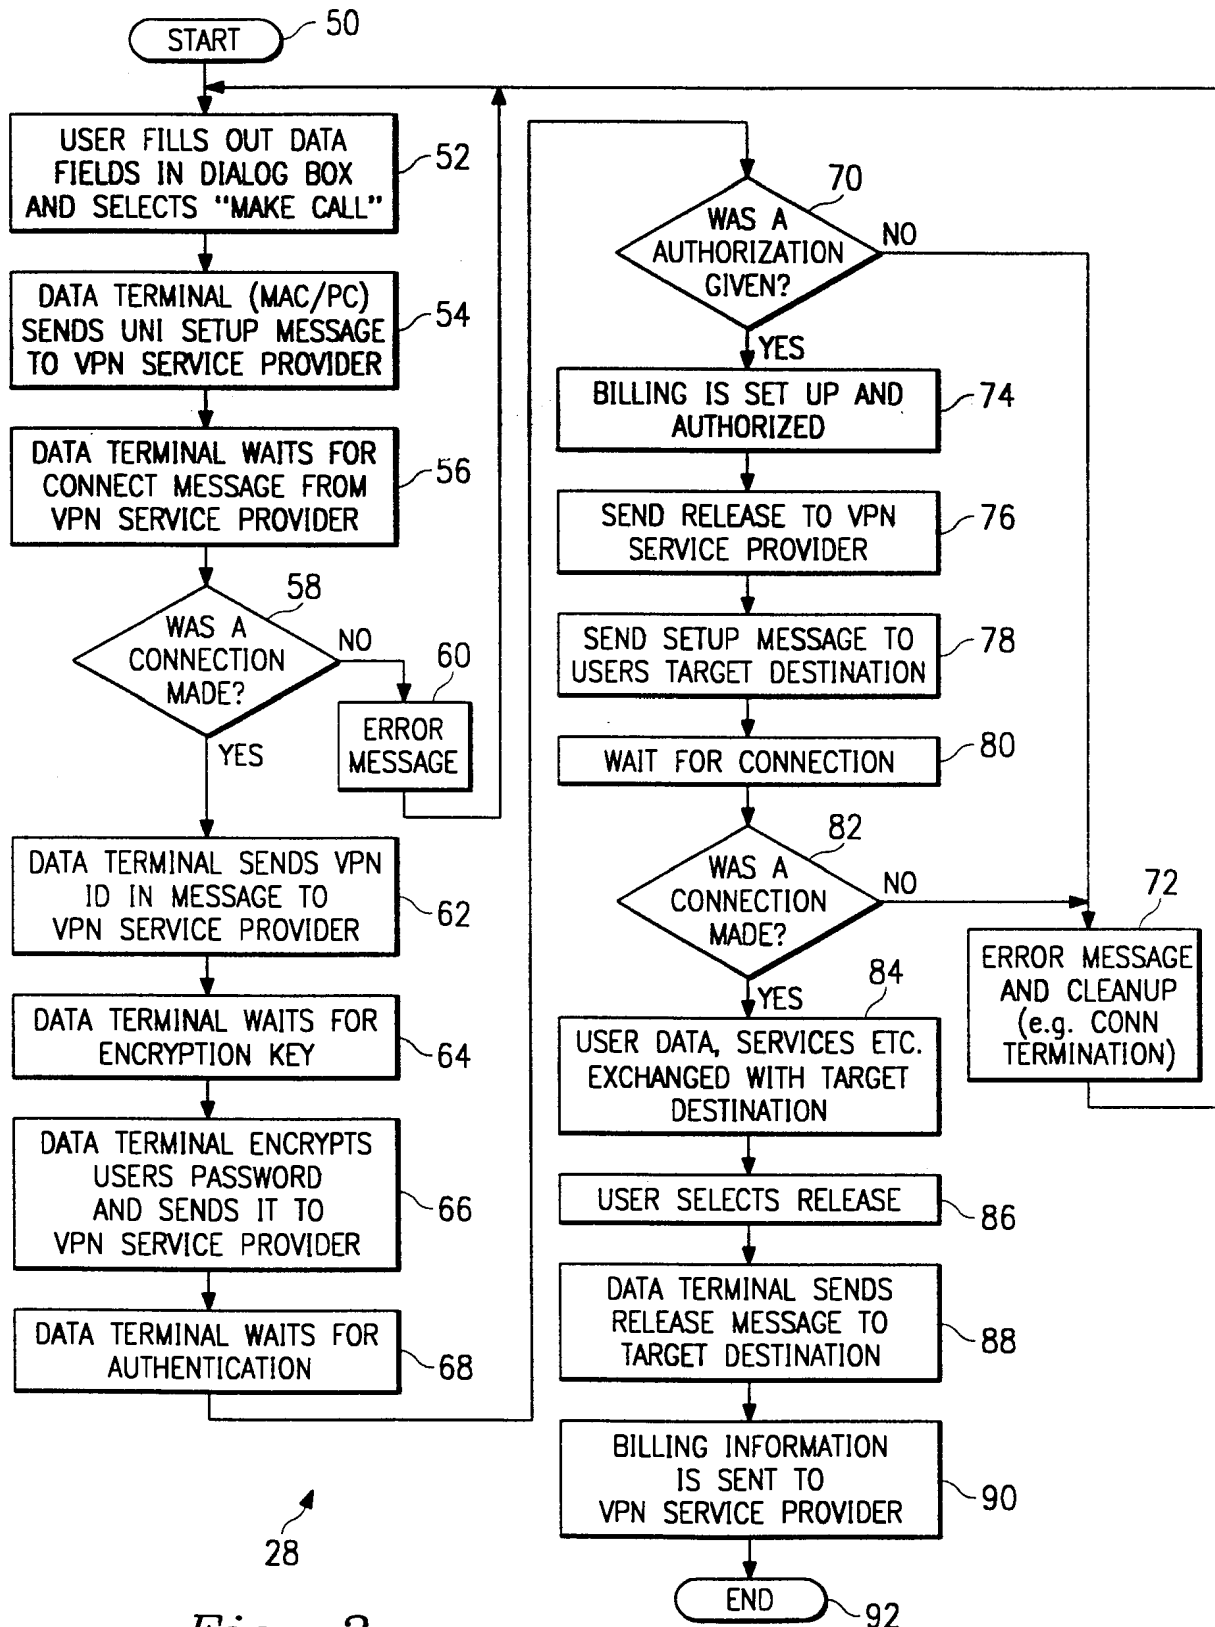 START
50
USER FILLS OUT DATA
FIELDS IN DIALOG BOX
AND SELECTS "MAKE CALL"
52
DATA TERMINAL (MAC/PC)
SENDS UNI SETUP MESSAGE
TO VPN SERVICE PROVIDER
54
DATA TERMINAL WAITS FOR
CONNECT MESSAGE FROM
VPN SERVICE PROVIDER
56
58
WAS A
CONNECTION
MADE?
NO
YES
60
ERROR
MESSAGE
DATA TERMINAL SENDS VPN
ID IN MESSAGE TO
VPN SERVICE PROVIDER
62
DATA TERMINAL WAITS FOR
ENCRYPTION KEY
64
DATA TERMINAL ENCRYPTS
USERS PASSWORD
AND SENDS IT TO
VPN SERVICE PROVIDER
66
DATA TERMINAL WAITS FOR
AUTHENTICATION
68
70
WAS A
AUTHORIZATION
GIVEN?
NO
YES
BILLING IS SET UP AND
AUTHORIZED
74
SEND RELEASE TO VPN
SERVICE PROVIDER
76
SEND SETUP MESSAGE TO
USERS TARGET DESTINATION
78
WAIT FOR CONNECTION
80
82
WAS A
CONNECTION
MADE?
NO
YES
72
ERROR MESSAGE
AND CLEANUP
(e.g. CONN
TERMINATION)
84
USER DATA, SERVICES ETC.
EXCHANGED WITH TARGET
DESTINATION
USER SELECTS RELEASE
86
DATA TERMINAL SENDS
RELEASE MESSAGE TO
TARGET DESTINATION
88
BILLING INFORMATION
IS SENT TO
VPN SERVICE PROVIDER
90
END
92
28